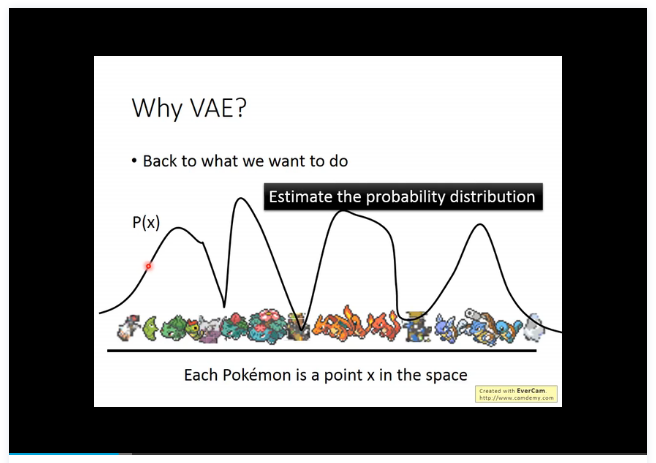 Why VAE?
• Back to what we want to do
Estimate the probability distribution
P(x)
Each Pokémon is a point x in the space
Created with EverCam.
http://www.camdemy.com